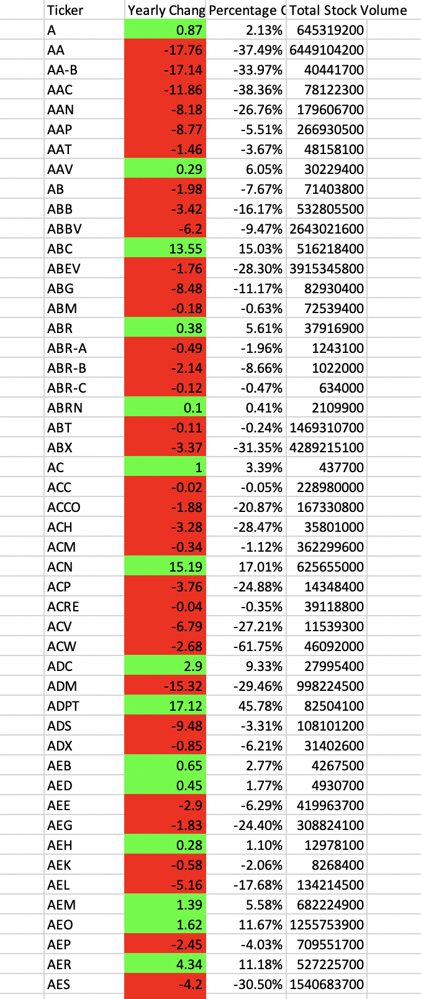 Ticker Yearly Chang Percentage C Total Stock Volume
A 0.87 2.13% 645319200
AA -17.76 -37.49% 6449104200
AA-B -17.14 -33.97% 40441700
AAC -11.86 -38.36% 78122300
AAN -8.18 -26.76% 179606700
AAP -8.77 -5.51% 266930500
AAT -1.46 -3.67% 48158100
AAV 0.29 6.05% 30229400
AB -1.98 -7.67% 71403800
ABB -3.42 -16.17% 532805500
ABBV -6.2 -9.47% 2643021600
ABC 13.55 15.03% 516218400
ABEV -1.76 -28.30% 3915345800
ABG -8.48 -11.17% 82930400
ABM -0.18 -0.63% 72539400
ABR 0.38 5.61% 37916900
ABR-A -0.49 -1.96% 1243100
ABR-B -2.14 -8.66% 1022000
ABR-C -0.12 -0.47% 634000
ABRN 0.1 0.41% 2109900
ABT -0.11 -0.24% 1469310700
ABX -3.37 -31.35% 4289215100
AC 1 3.39% 437700
ACC -0.02 -0.05% 228980000
ACCO -1.88 -20.87% 167330800
ACH -3.28 -28.47% 35801000
ACM -0.34 -1.12% 362299600
ACN 15.19 17.01% 625655000
ACP -3.76 -24.88% 14348400
ACRE -0.04 -0.35% 39118800
ACV -6.79 -27.21% 11539300
ACW -2.68 -61.75% 46092000
ADC 2.9 9.33% 27995400
ADM -15.32 -29.46% 998224500
ADPT 17.12 45.78% 82504100
ADS -9.48 -3.31% 108101200
ADX -0.85 -6.21% 31402600
AEB 0.65 2.77% 4267500
AED 0.45 1.77% 4930700
AEE -2.9 -6.29% 419963700
AEG -1.83 -24.40% 308824100
AEH 0.28 1.10% 12978100
AEK -0.58 -2.06% 8268400
AEL -5.16 -17.68% 134214500
AEM 1.39 5.58% 682224900
AEO 1.62 11.67% 1255753900
AEP -2.45 -4.03% 709551700
AER 4.34 11.18% 527225700
AES -4.2 -30.50% 1540683700